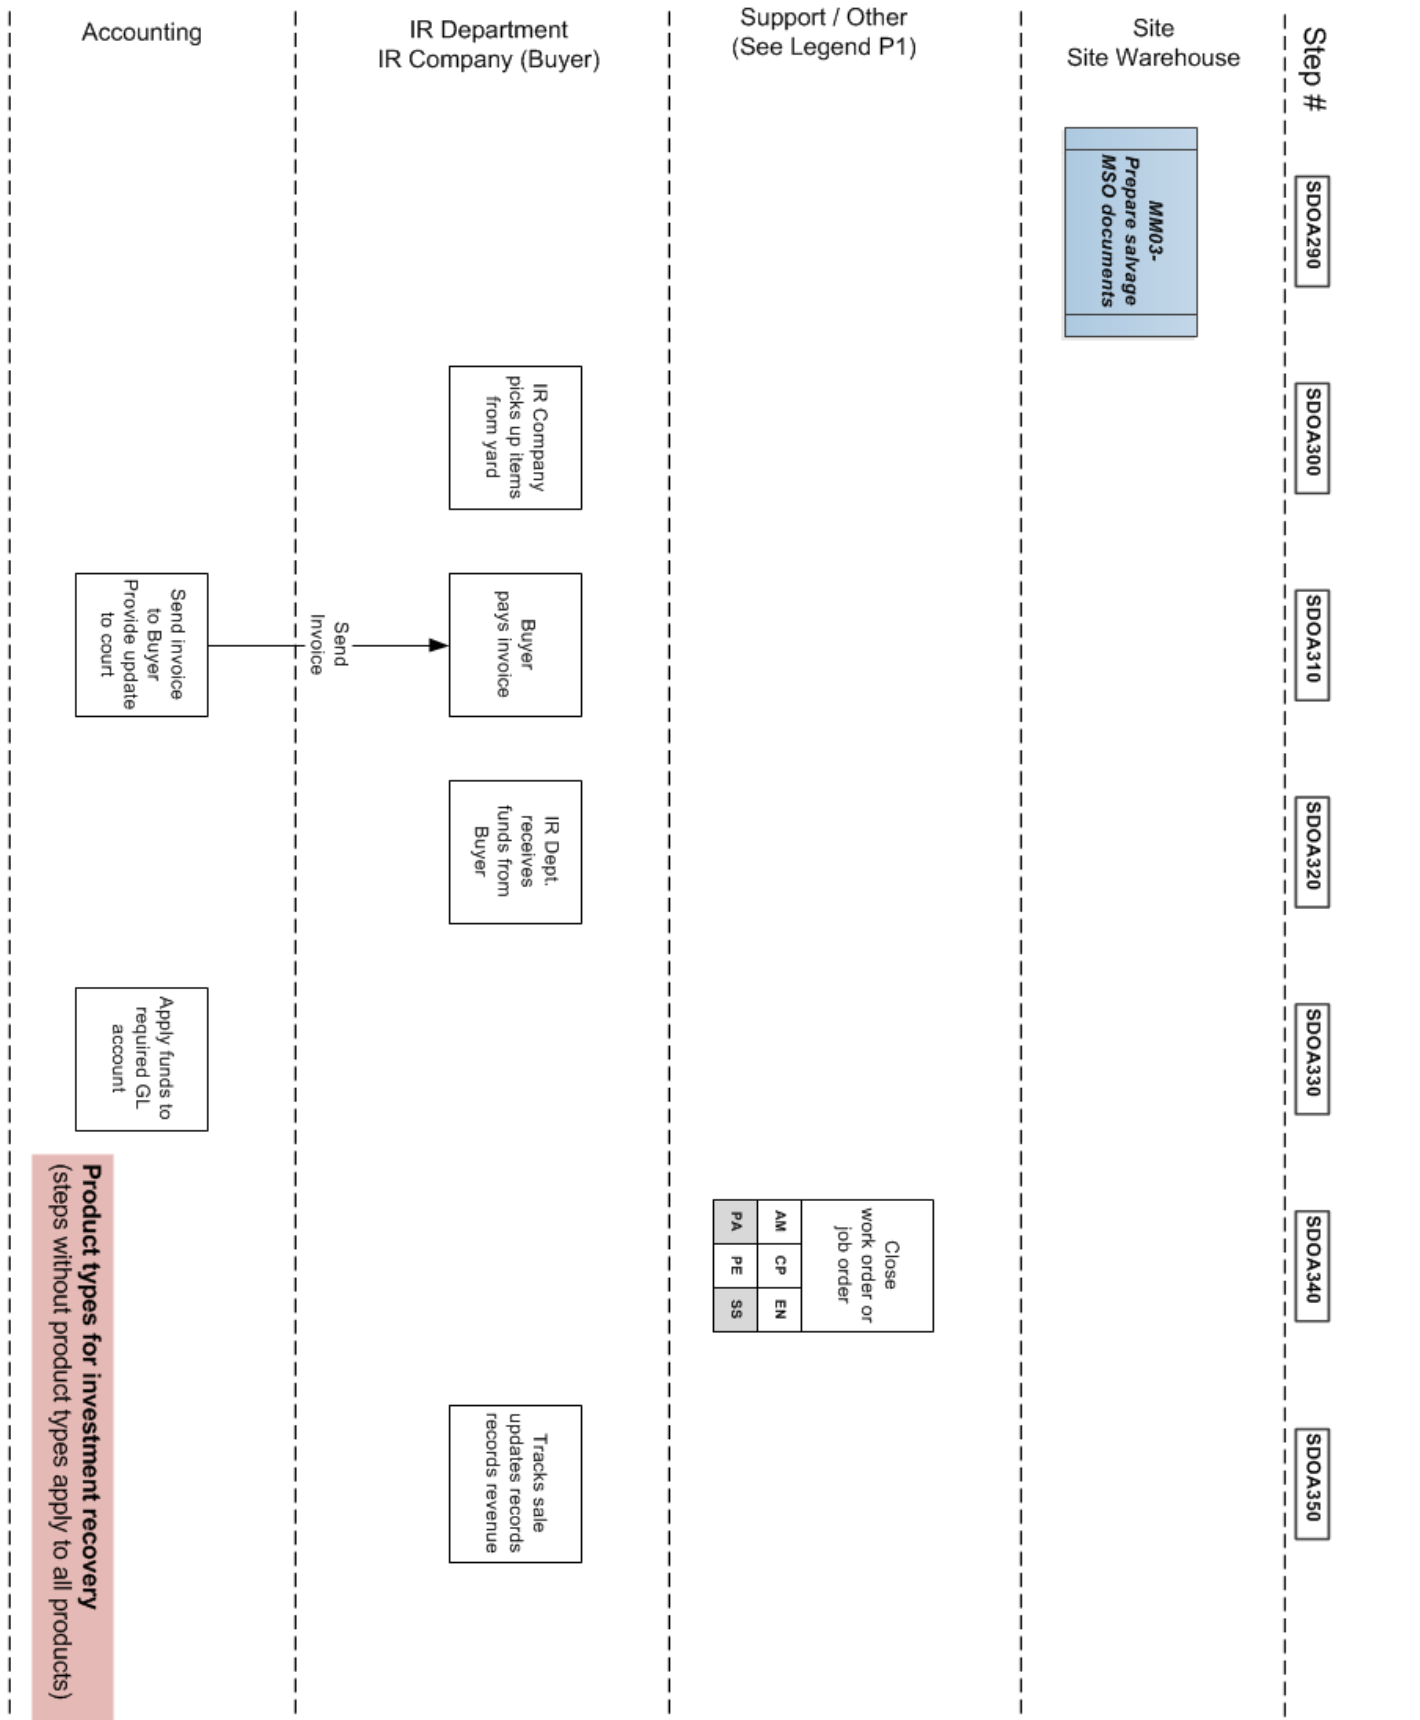 Accounting
IR Department
IR Company (Buyer)
Support / Other
(See Legend P1)
Site
Site Warehouse
Step #
SDOA290
MM03-
Prepare salvage
MSO documents
SDOA300
IR Company
picks up items
from yard
SDOA310
Send invoice
to Buyer
Provide update
to court
Send
Invoice
Buyer
pays invoice
SDOA320
IR Dept.
receives
funds from
Buyer
SDOA330
Apply funds to
required GL
account
SDOA340
Close
work order or
job order
AM CP EN
PA PE SS
SDOA350
Tracks sale
updates records
records revenue
Product types for investment recovery
(steps without product types apply to all products)